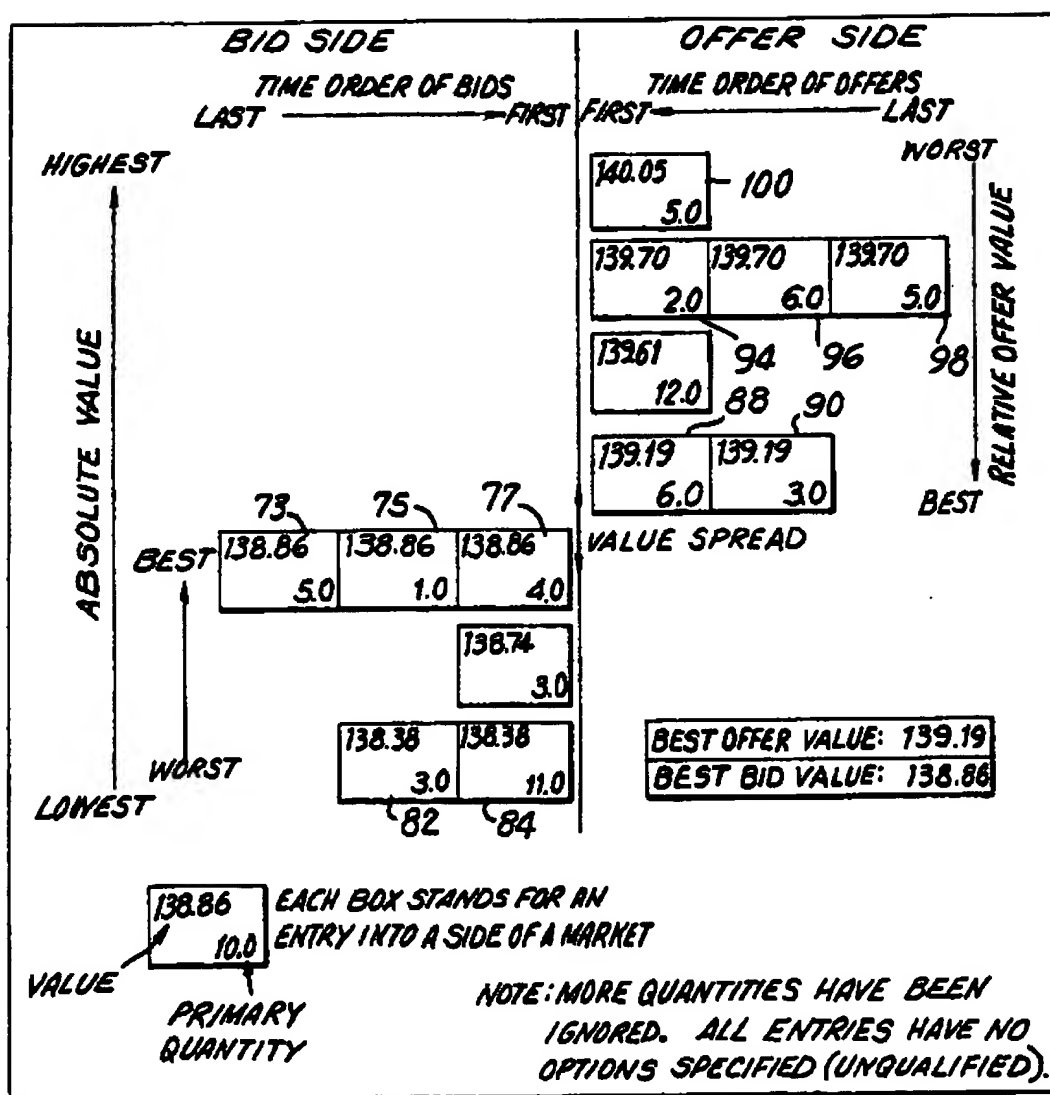 BID SIDE
OFFER SIDE
TIME ORDER OF BIDS
LAST FIRST
TIME ORDER OF OFFERS
FIRST LAST
HIGHEST
ABSOLUTE VALUE
LOWEST
WORST
RELATIVE OFFER VALUE
BEST
140.05
5.0
100
139.70 139.70 139.70
2.0 6.0 5.0
94 96 98
139.61
12.0
88 90
139.19 139.19
6.0 3.0
VALUE SPREAD
73 75 77
BEST
138.86 138.86 138.86
5.0 1.0 4.0
138.74
3.0
138.38 138.38
3.0 11.0
WORST
82 84
BEST OFFER VALUE: 139.19
BEST BID VALUE: 138.86
138.86
10.0
VALUE
PRIMARY
QUANTITY
EACH BOX STANDS FOR AN
ENTRY INTO A SIDE OF A MARKET
NOTE: MORE QUANTITIES HAVE BEEN
IGNORED. ALL ENTRIES HAVE NO
OPTIONS SPECIFIED (UNQUALIFIED).